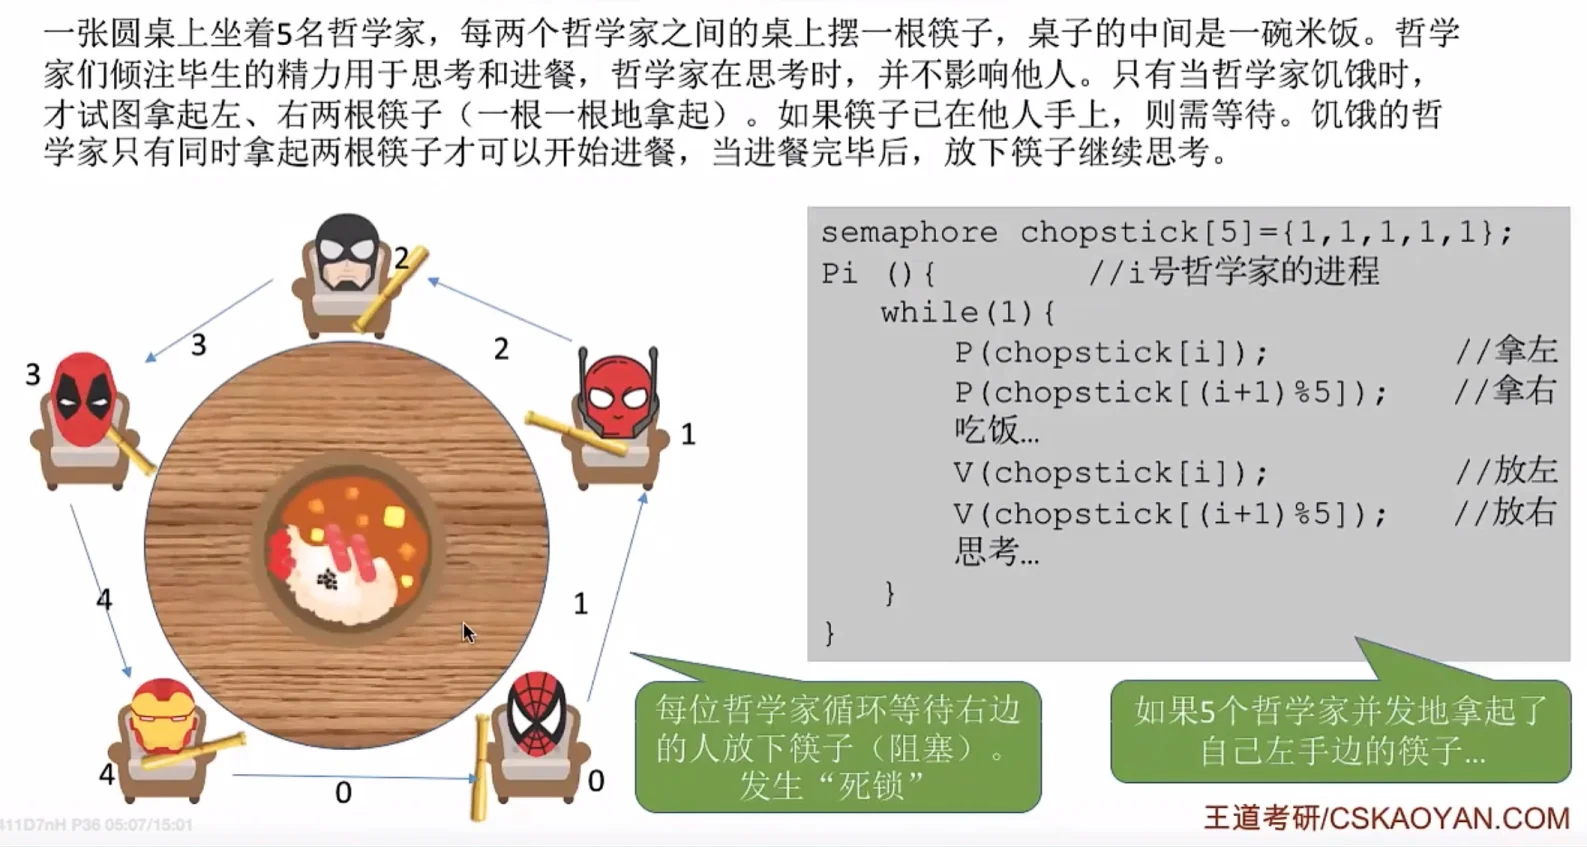 一张圆桌上坐着5名哲学家，每两个哲学家之间的桌上摆一根筷子，桌子的中间是一碗米饭。哲学
家们倾注毕生的精力用于思考和进餐，哲学家在思考时，并不影响他人。只有当哲学家饥饿时，
才试图拿起左、右两根筷子（一根一根地拿起）。如果筷子已在他人手上，则需等待。饥饿的哲
学家只有同时拿起两根筷子才可以开始进餐，当进餐完毕后，放下筷子继续思考。
2
3
2
3
1
4
1
4
0
0
semaphore chopstick[5]={1,1,1,1,1};
Pi (){ //i号哲学家的进程
while(1){
P(chopstick[i]); //拿左
P(chopstick[(i+1)%5]); //拿右
吃饭…
V(chopstick[i]); //放左
V(chopstick[(i+1)%5]); //放右
思考…
}
}
每位哲学家循环等待右边
的人放下筷子（阻塞）。
发生“死锁”
如果5个哲学家并发地拿起了
自己左手边的筷子…
王道考研/CSKAOYAN.COM
411D7nH P36 05:07/15:01